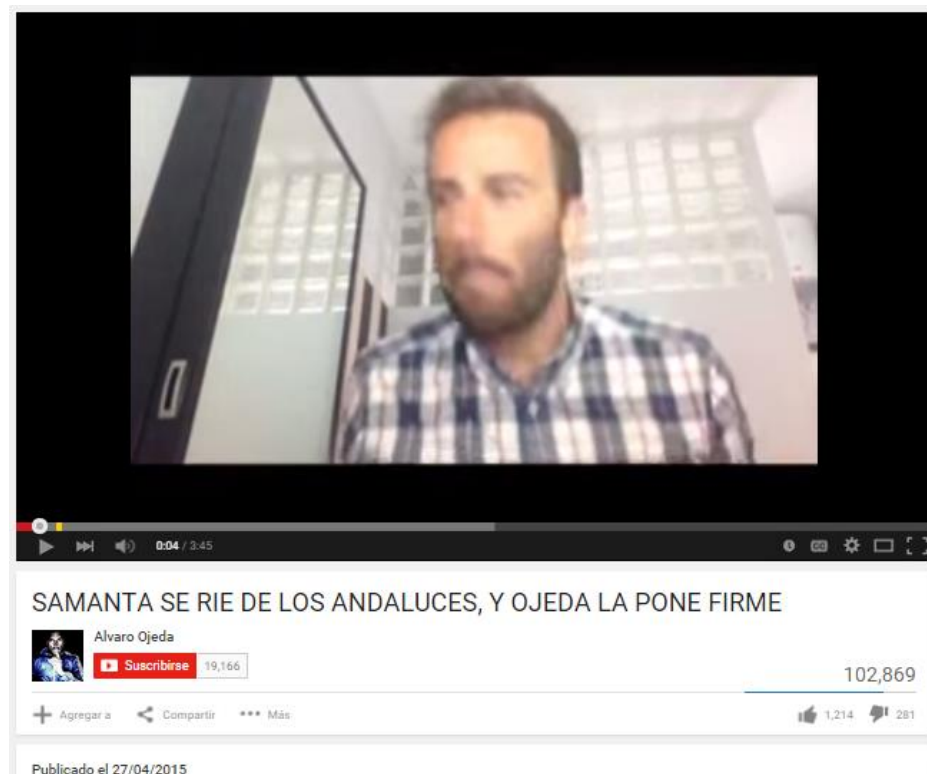 0:04 / 3:45
SAMANTA SE RIE DE LOS ANDALUCES, Y OJEDA LA PONE FIRME
Alvaro Ojeda
Suscribirse 19,166
102,869
Agregar a Compartir Más 1,214 281
Publicado el 27/04/2015